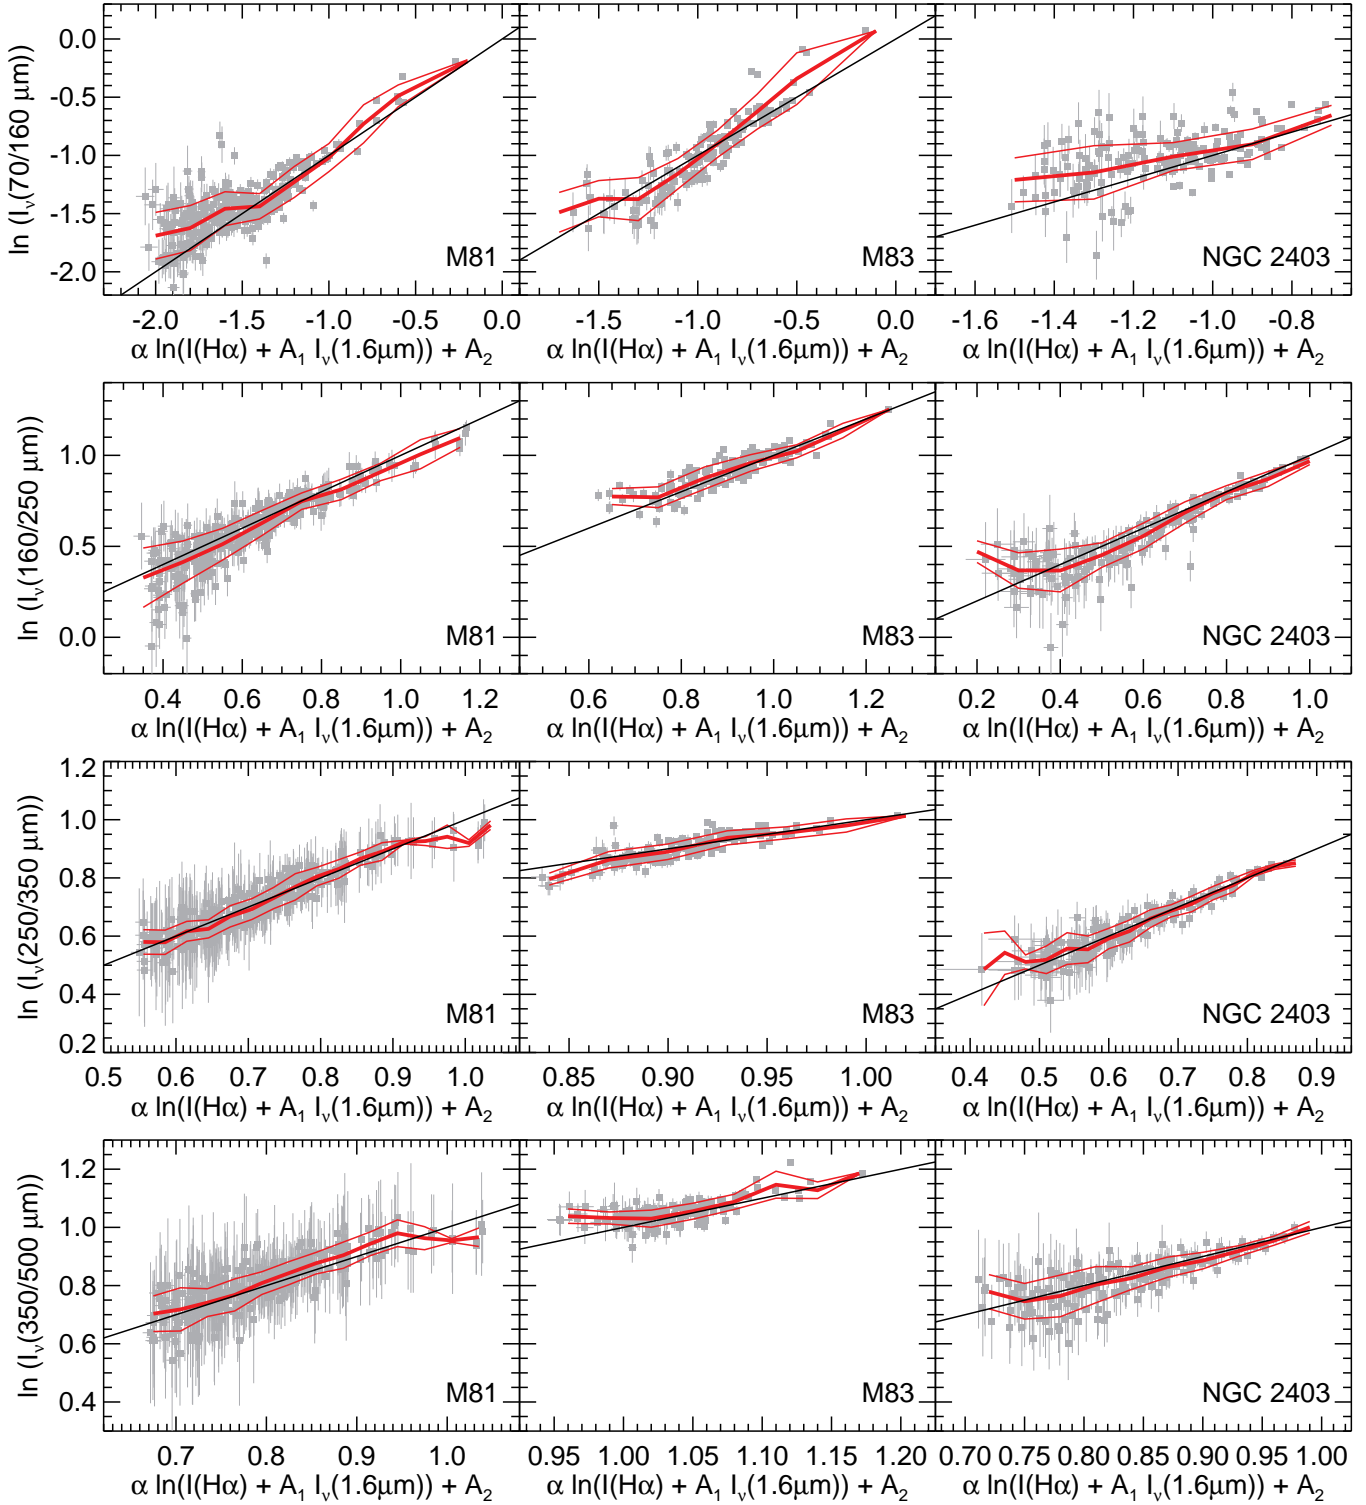 ln (Iν(70/160 μm))
0.0
-0.5
-1.0
-1.5
-2.0
M81
M83
NGC 2403
-2.0 -1.5 -1.0 -0.5 0.0
-1.5 -1.0 -0.5 0.0
-1.6 -1.4 -1.2 -1.0 -0.8
α ln(I(Hα) + A1 Iν(1.6μm)) + A2
α ln(I(Hα) + A1 Iν(1.6μm)) + A2
α ln(I(Hα) + A1 Iν(1.6μm)) + A2
ln (Iν(160/250 μm))
1.0
0.5
0.0
M81
M83
NGC 2403
0.4 0.6 0.8 1.0 1.2
0.6 0.8 1.0 1.2
0.2 0.4 0.6 0.8 1.0
α ln(I(Hα) + A1 Iν(1.6μm)) + A2
α ln(I(Hα) + A1 Iν(1.6μm)) + A2
α ln(I(Hα) + A1 Iν(1.6μm)) + A2
ln (Iν(250/350 μm))
1.2
1.0
0.8
0.6
0.4
0.2
M81
M83
NGC 2403
0.5 0.6 0.7 0.8 0.9 1.0
0.85 0.90 0.95 1.00
0.4 0.5 0.6 0.7 0.8 0.9
α ln(I(Hα) + A1 Iν(1.6μm)) + A2
α ln(I(Hα) + A1 Iν(1.6μm)) + A2
α ln(I(Hα) + A1 Iν(1.6μm)) + A2
ln (Iν(350/500 μm))
1.2
1.0
0.8
0.6
0.4
M81
M83
NGC 2403
0.7 0.8 0.9 1.0
0.95 1.00 1.05 1.10 1.15 1.20
0.70 0.75 0.80 0.85 0.90 0.95 1.00
α ln(I(Hα) + A1 Iν(1.6μm)) + A2
α ln(I(Hα) + A1 Iν(1.6μm)) + A2
α ln(I(Hα) + A1 Iν(1.6μm)) + A2